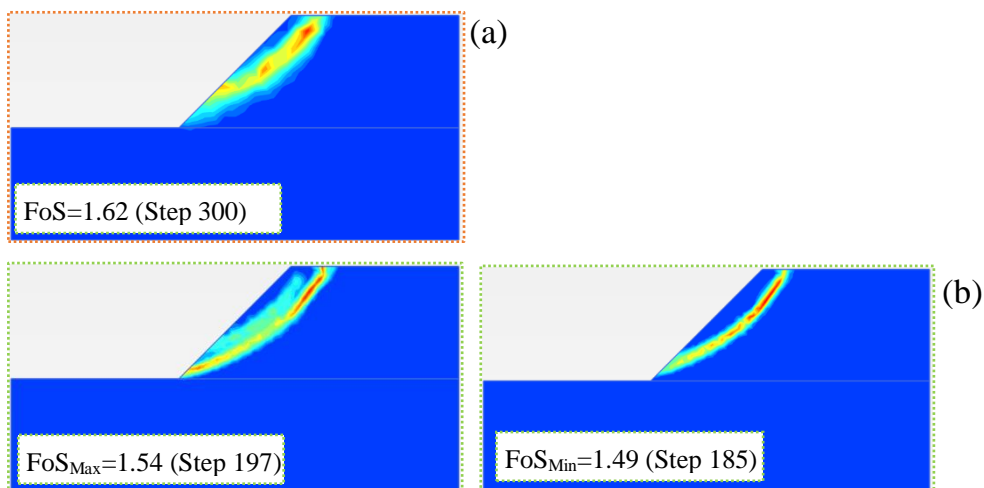 (a)
FoS=1.62 (Step 300)
(b)
FoSMax=1.54 (Step 197)
FoSMin=1.49 (Step 185)